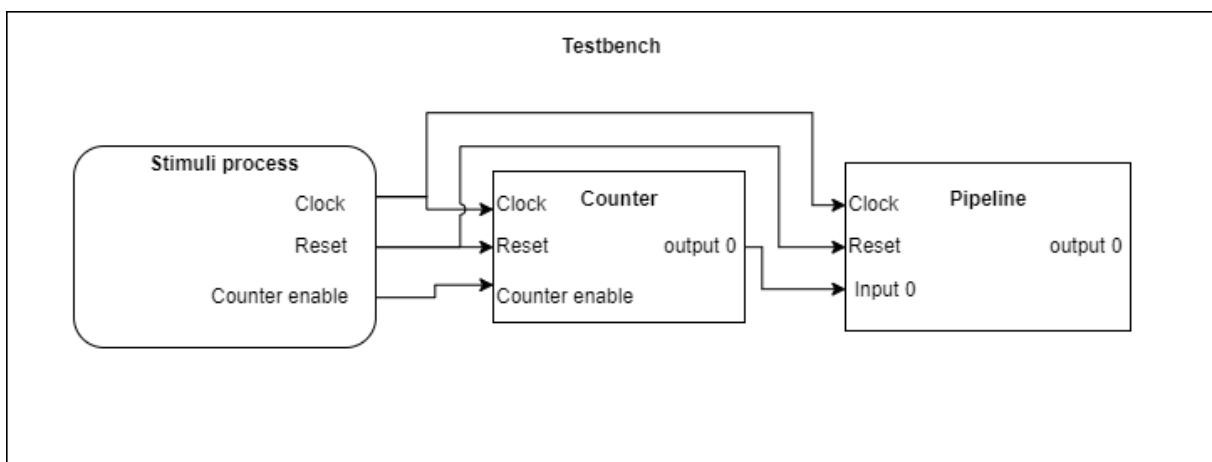 Testbench
Stimuli process
Clock
Reset
Counter enable
Counter
Clock
Reset
output 0
Counter enable
Pipeline
Clock
Reset
output 0
Input 0